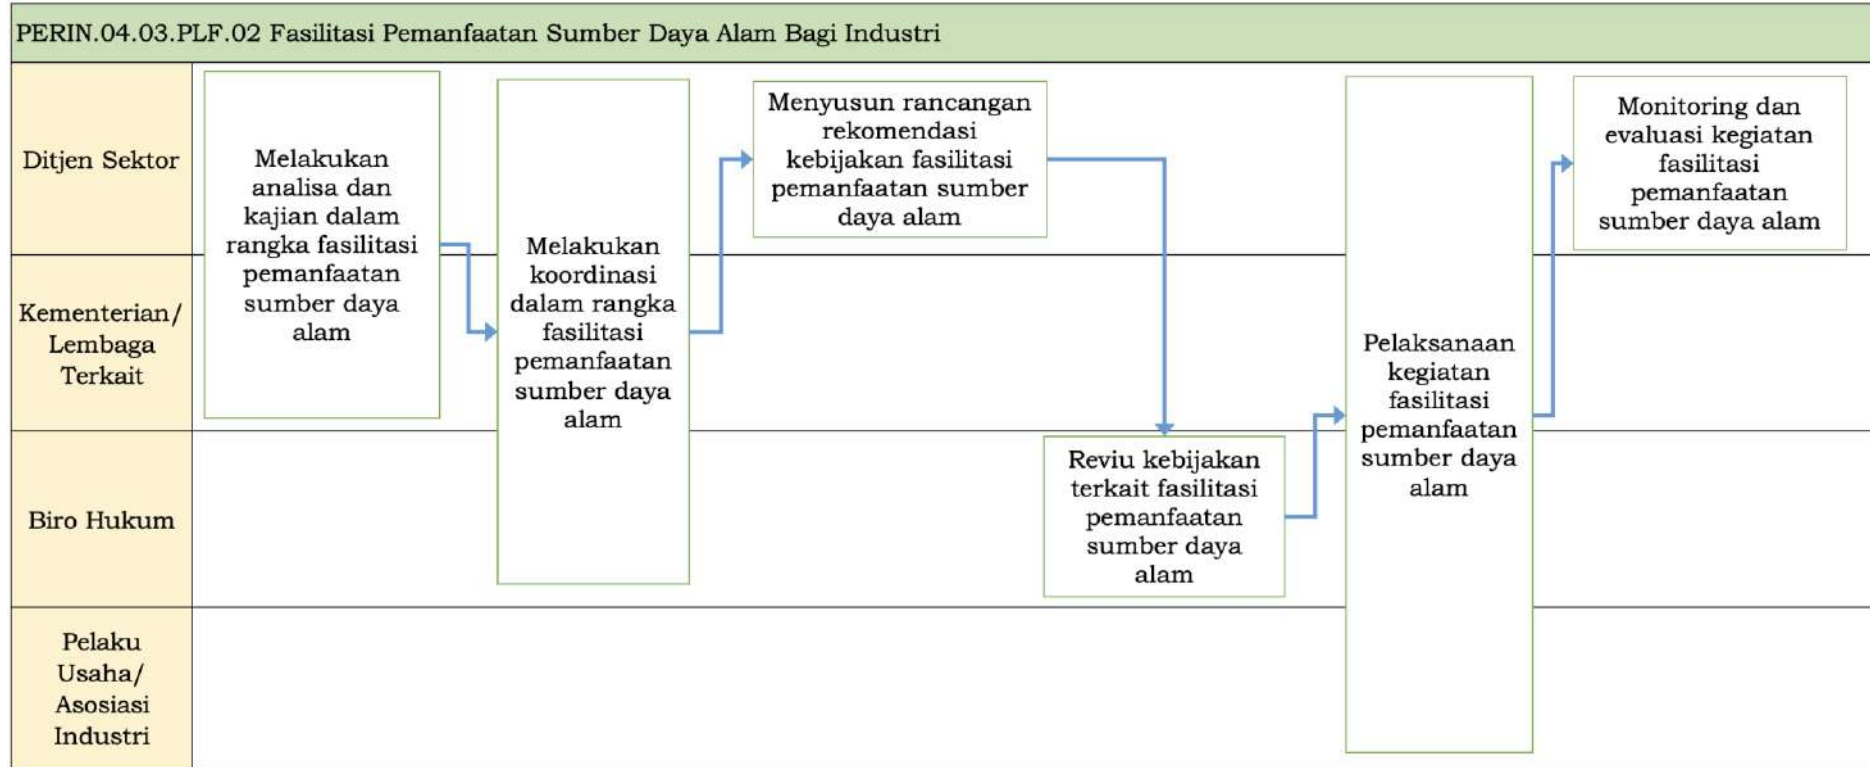 PERIN.04.03.PLF.02 Fasilitasi Pemanfaatan Sumber Daya Alam Bagi Industri
Ditjen Sektor
Melakukan
analisa dan
kajian dalam
rangka fasilitasi
pemanfaatan
sumber daya
alam
Melakukan
koordinasi
dalam rangka
fasilitasi
pemanfaatan
sumber daya
alam
Menyusun rancangan
rekomendasi
kebijakan fasilitasi
pemanfaatan sumber
daya alam
Monitoring dan
evaluasi kegiatan
fasilitasi
pemanfaatan
sumber daya alam
Kementerian/
Lembaga
Terkait
Pelaksanaan
kegiatan
fasilitasi
pemanfaatan
sumber daya
alam
Biro Hukum
Reviu kebijakan
terkait fasilitasi
pemanfaatan
sumber daya
alam
Pelaku
Usaha/
Asosiasi
Industri